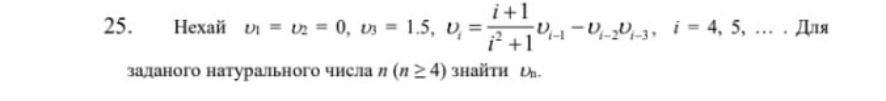 25. Нехай υ₁ = υ₂ = 0, υ₃ = 1.5, υᵢ = \frac{i+1}{i²+1}υᵢ₋₁ − υᵢ₋₂υᵢ₋₃, i = 4, 5, ... . Для
заданого натурального числа n (n ≥ 4) знайти υₙ.